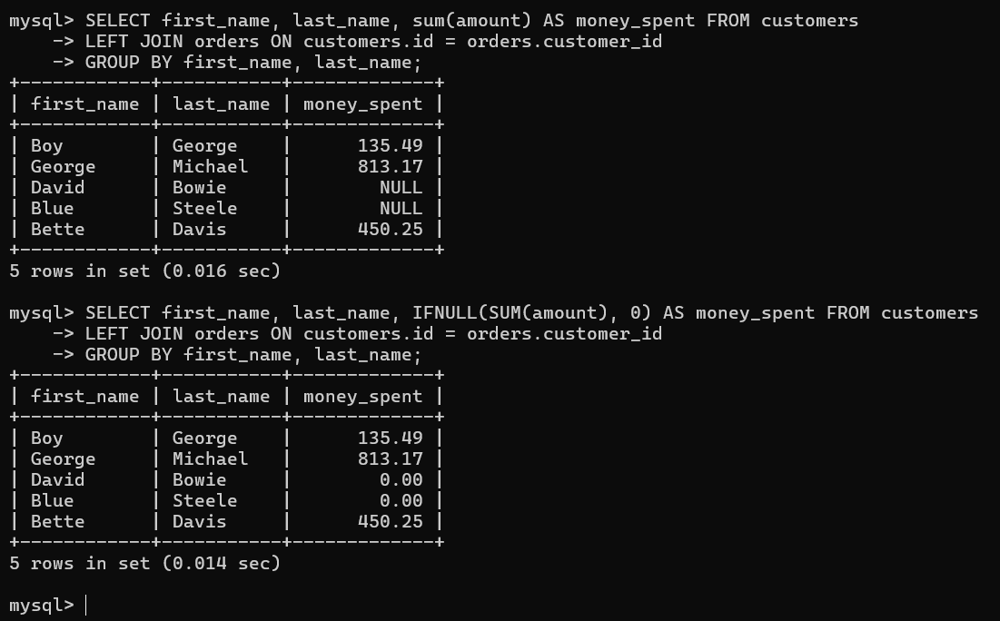 mysql> SELECT first_name, last_name, sum(amount) AS money_spent FROM customers
    -> LEFT JOIN orders ON customers.id = orders.customer_id
    -> GROUP BY first_name, last_name;
+------------+-----------+-------------+
| first_name | last_name | money_spent |
+------------+-----------+-------------+
| Boy        | George    |      135.49 |
| George     | Michael   |      813.17 |
| David      | Bowie     |        NULL |
| Blue       | Steele    |        NULL |
| Bette      | Davis     |      450.25 |
+------------+-----------+-------------+
5 rows in set (0.016 sec)

mysql> SELECT first_name, last_name, IFNULL(SUM(amount), 0) AS money_spent FROM customers
    -> LEFT JOIN orders ON customers.id = orders.customer_id
    -> GROUP BY first_name, last_name;
+------------+-----------+-------------+
| first_name | last_name | money_spent |
+------------+-----------+-------------+
| Boy        | George    |      135.49 |
| George     | Michael   |      813.17 |
| David      | Bowie     |        0.00 |
| Blue       | Steele    |        0.00 |
| Bette      | Davis     |      450.25 |
+------------+-----------+-------------+
5 rows in set (0.014 sec)

mysql>